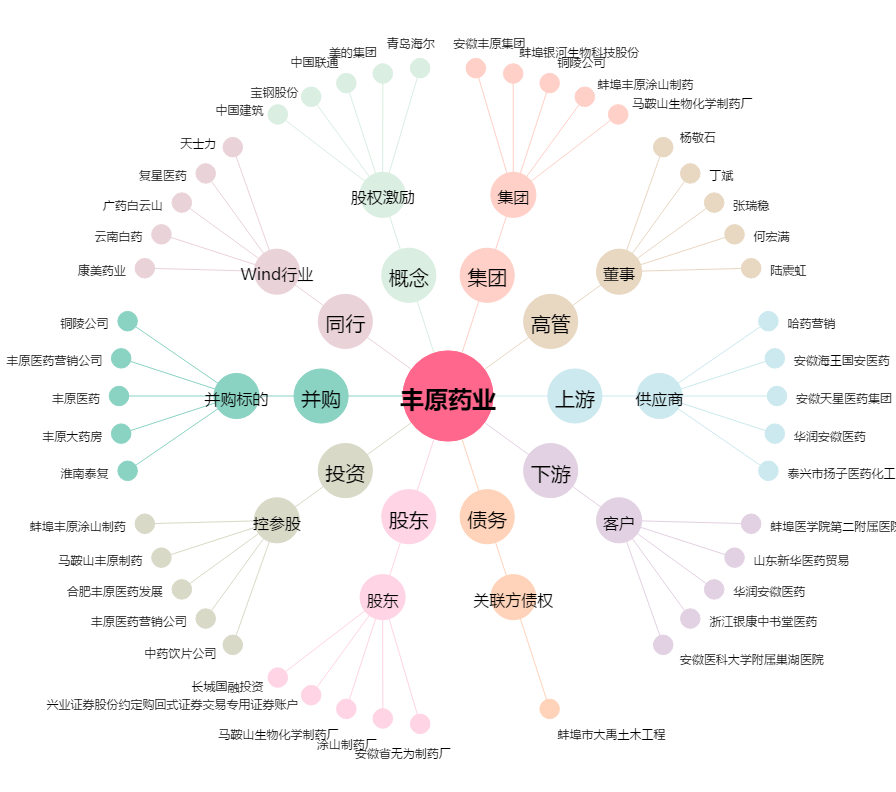 青岛海尔
安徽丰原集团
美的集团
蚌埠银河生物科技股份
中国联通
铜陵公司
宝钢股份
蚌埠丰原涂山制药
中国建筑
马鞍山生物化学制药厂
天士力
杨敬石
复星医药
丁斌
股权激励
集团
广药白云山
张瑞稳
云南白药
何宏满
康美药业
Wind行业
概念
集团
董事
陆震虹
铜陵公司
同行
高管
哈药营销
丰原医药营销公司
安徽海王国安医药
丰原医药
并购标的
并购
丰原药业
上游
供应商
安徽天星医药集团
丰原大药房
华润安徽医药
淮南泰复
投资
下游
泰兴市扬子医药化工
蚌埠丰原涂山制药
控参股
股东
债务
客户
蚌埠医学院第二附属医院
马鞍山丰原制药
山东新华医药贸易
合肥丰原医药发展
华润安徽医药
丰原医药营销公司
股东
关联方债权
浙江银康中书堂医药
中药饮片公司
安徽医科大学附属巢湖医院
长城国融投资
兴业证券股份约定购回式证券交易专用证券账户
马鞍山生物化学制药厂
涂山制药厂
安徽省无为制药厂
蚌埠市大禹土木工程